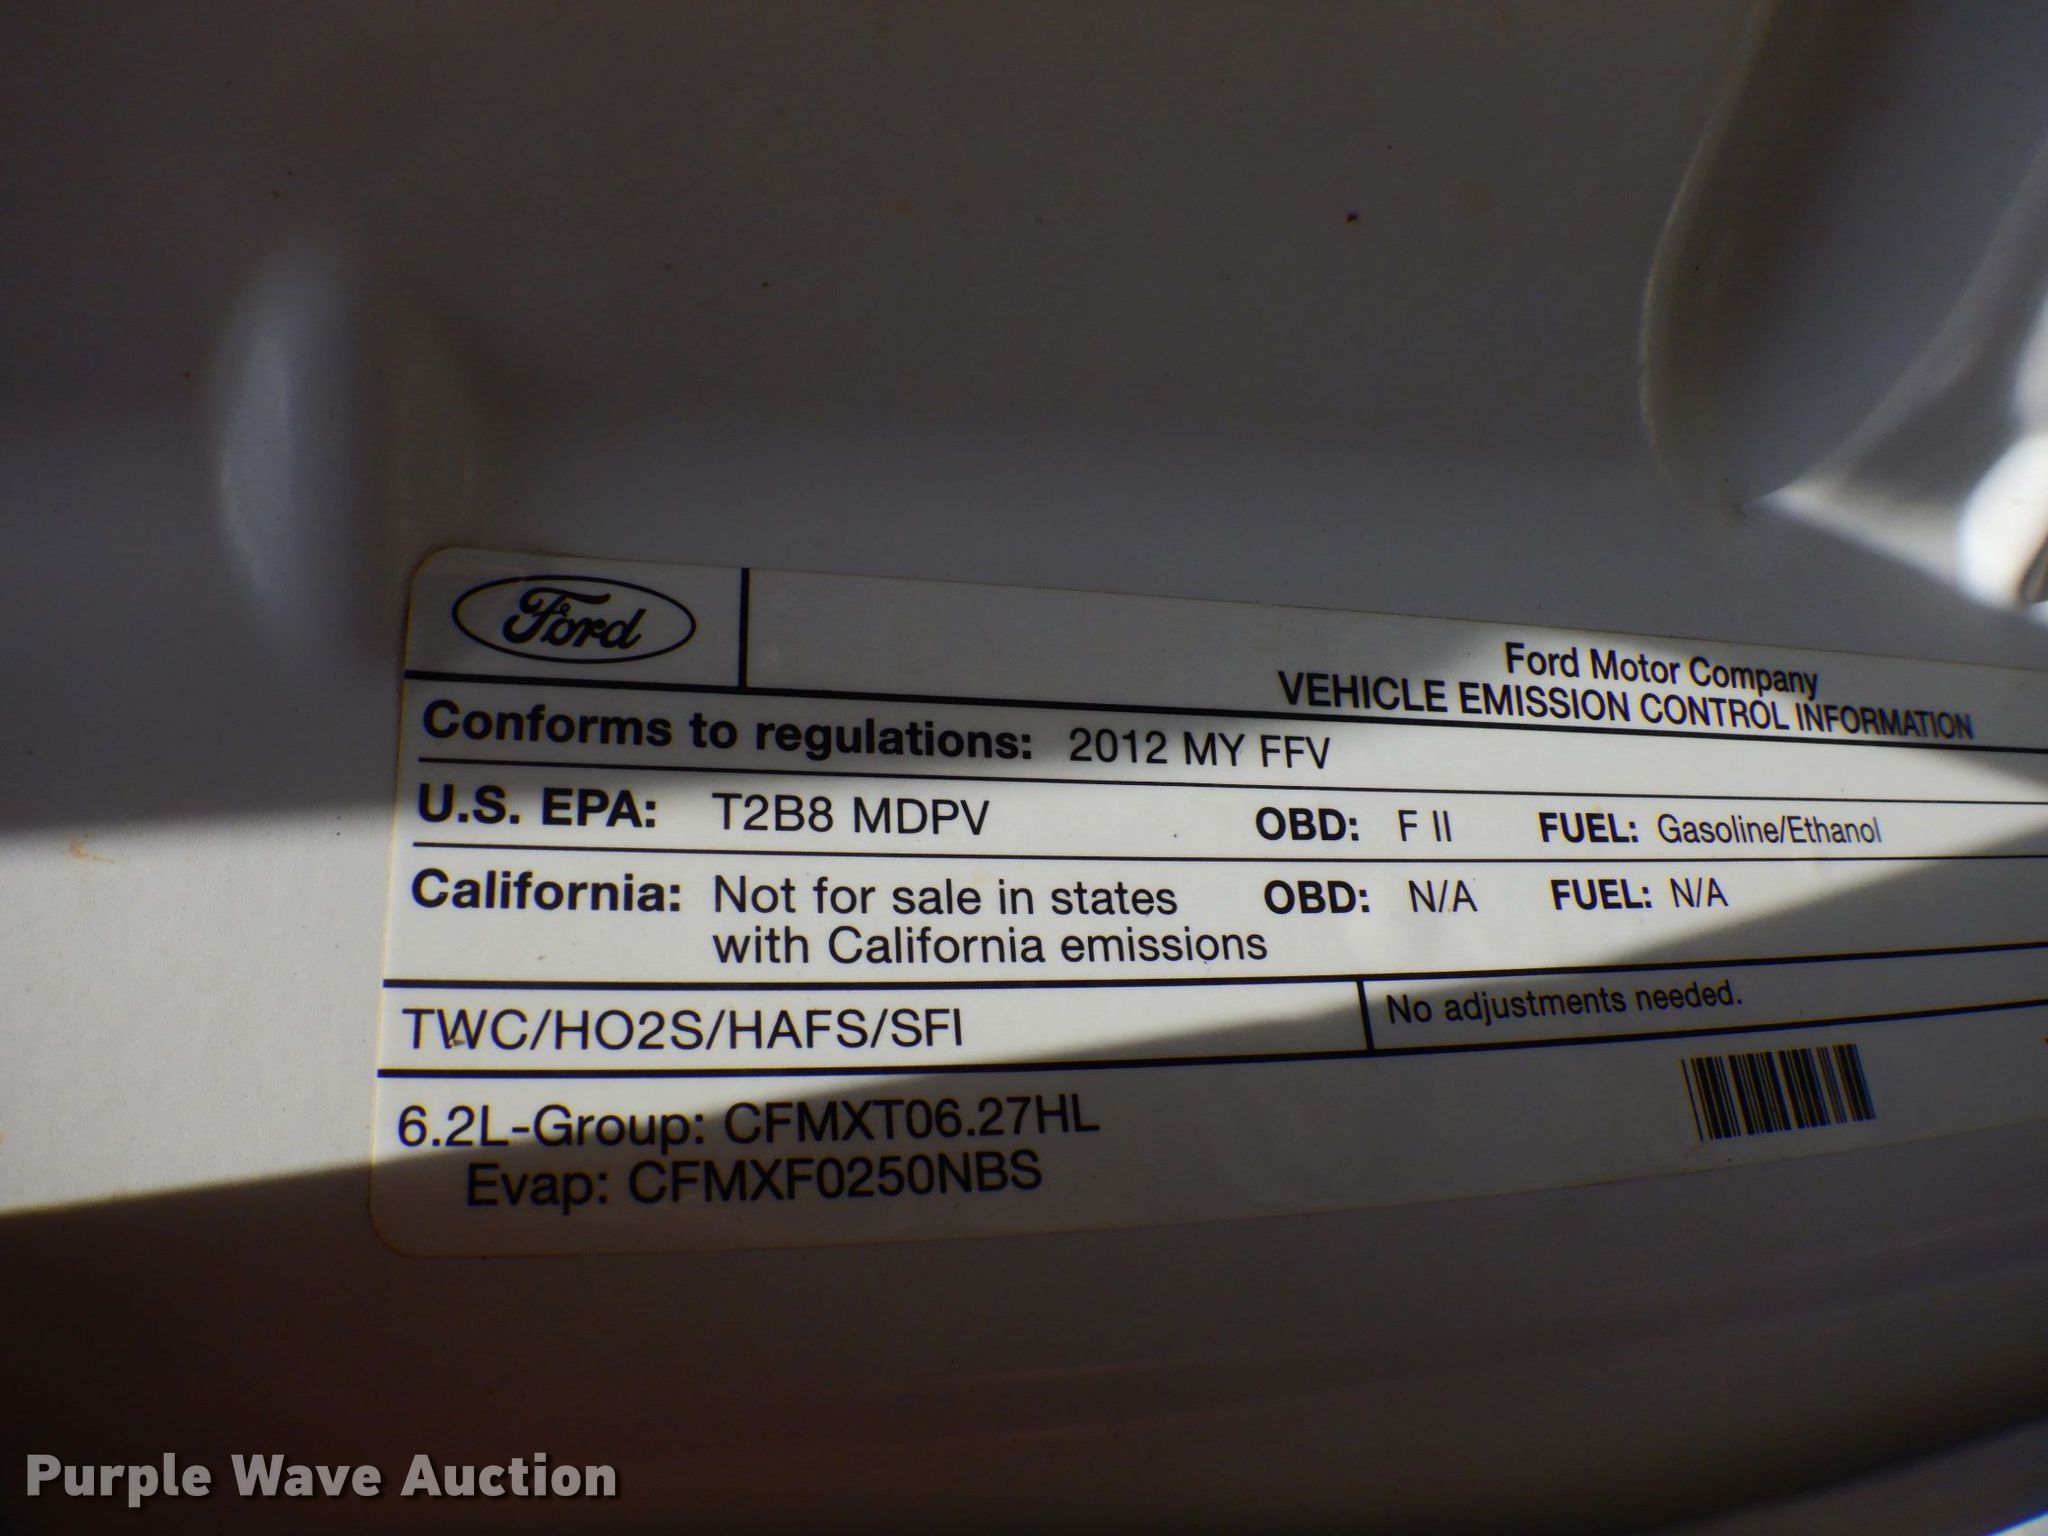 Ford
Ford Motor Company
VEHICLE EMISSION CONTROL INFORMATION
Conforms to regulations: 2012 MY FFV
U.S. EPA: T2B8 MDPV OBD: F II FUEL: Gasoline/Ethanol
California: Not for sale in states OBD: N/A FUEL: N/A
with California emissions
TWC/HO2S/HAFS/SFI No adjustments needed.
6.2L-Group: CFMXT06.27HL
Evap: CFMXF0250NBS
Purple Wave Auction